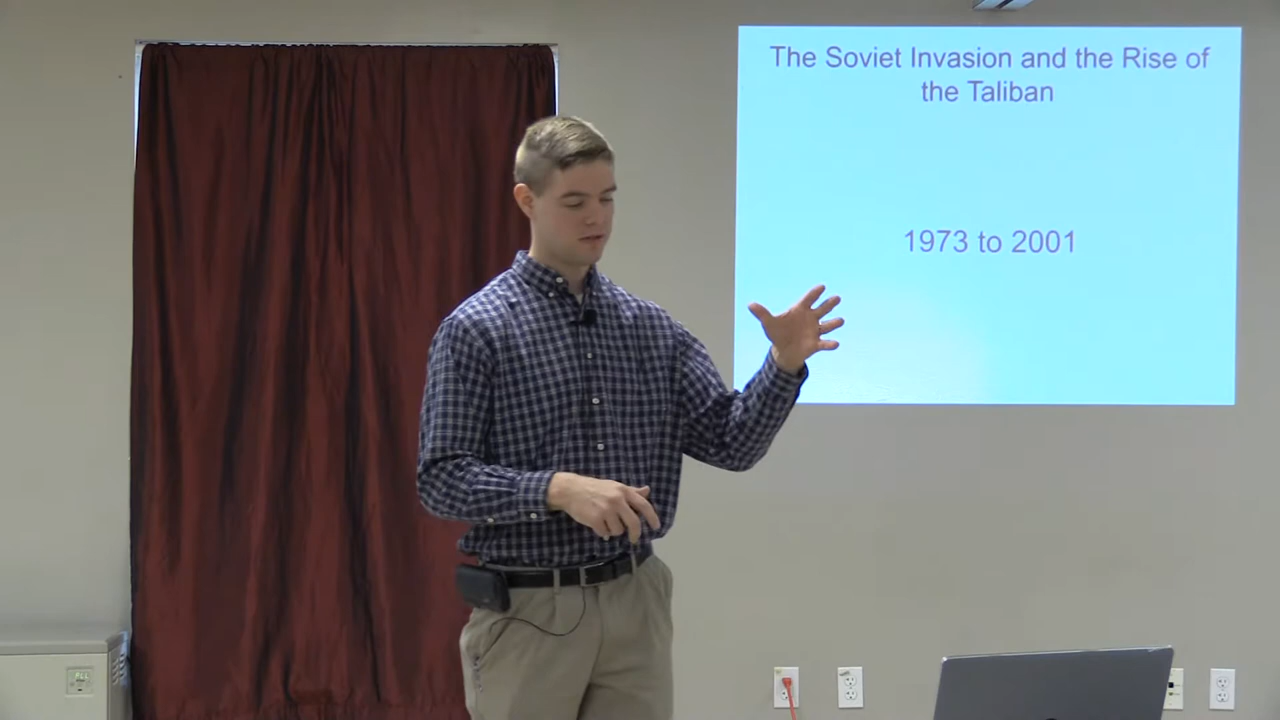 The Soviet Invasion and the Rise of
the Taliban
1973 to 2001